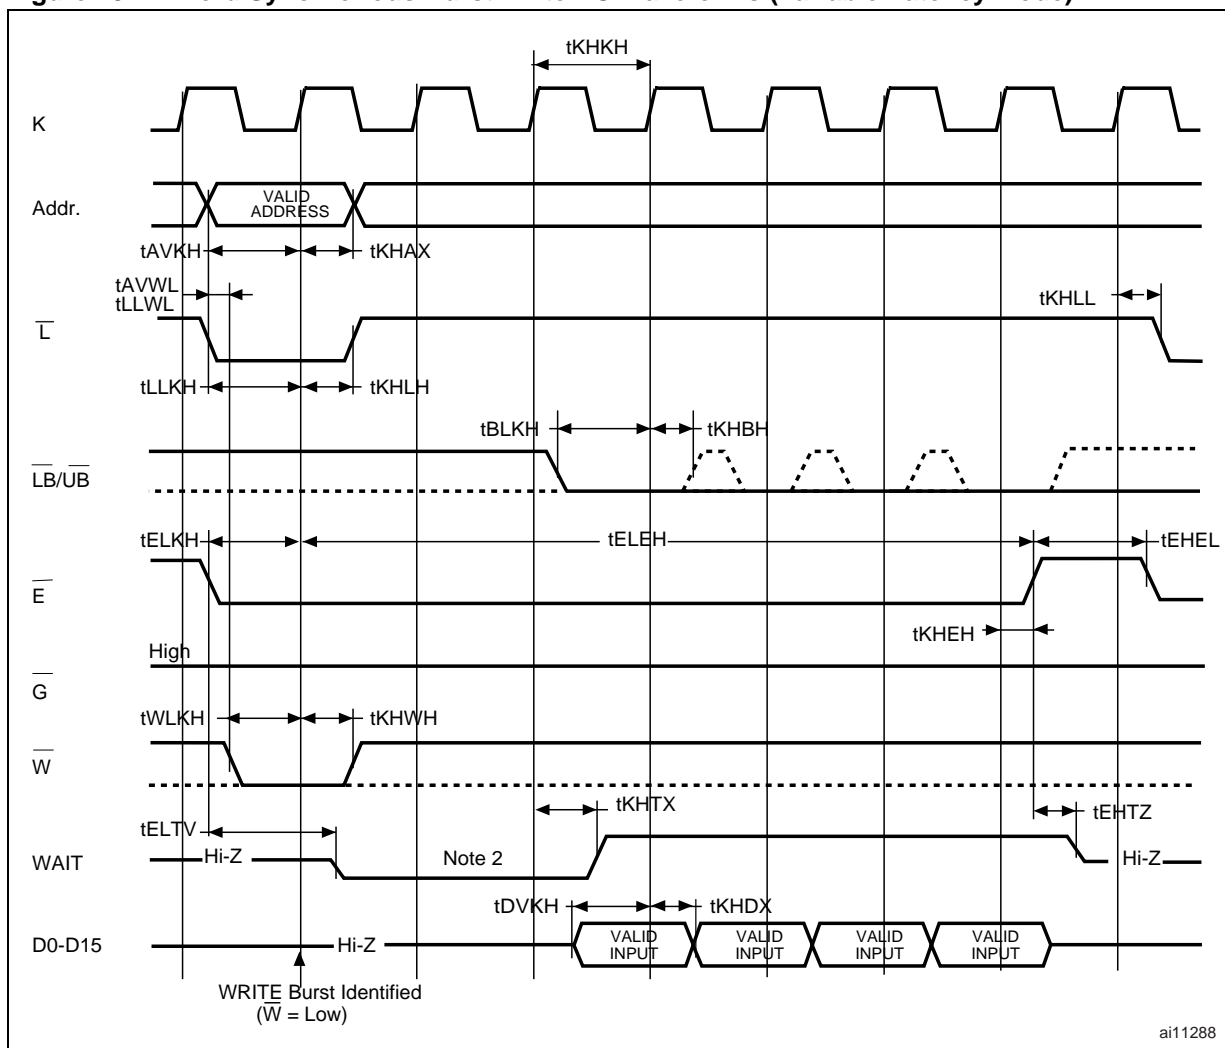 tKHKH
K
Addr.
VALID
ADDRESS
tAVKH
tKHAX
tAVWL
tLLWL
tKHLL
L
tLLKH
tKHLH
tBLKH
tKHBH
LB/UB
tELKH
tELEH
tEHEL
E
tKHEH
High
G
tWLKH
tKHWH
W
tKHTX
tEHTZ
tELTV
WAIT
Hi-Z
Note 2
Hi-Z
tDVKH
tKHDX
D0-D15
Hi-Z
VALID
INPUT
VALID
INPUT
VALID
INPUT
VALID
INPUT
WRITE Burst Identified
(W = Low)
ai11288